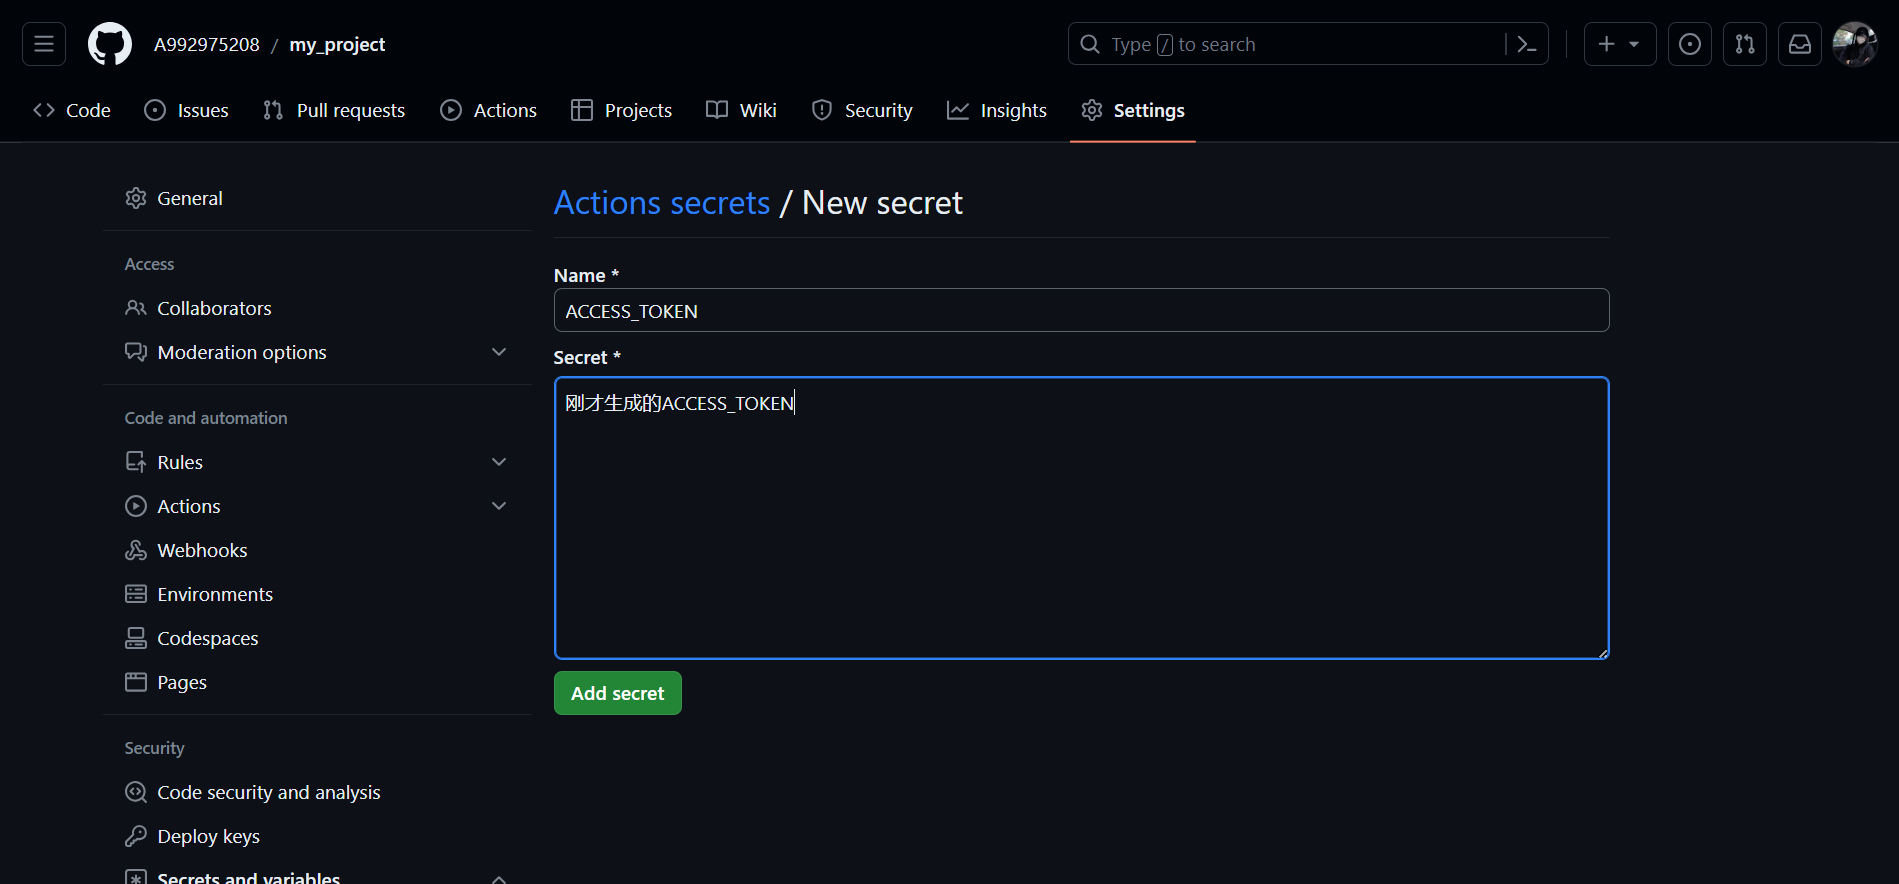 A992975208 / my_project
Type / to search
Code
Issues
Pull requests
Actions
Projects
Wiki
Security
Insights
Settings
General
Access
Collaborators
Moderation options
Code and automation
Rules
Actions
Webhooks
Environments
Codespaces
Pages
Security
Code security and analysis
Deploy keys
Secrets and variables
Actions secrets / New secret
Name *
ACCESS_TOKEN
Secret *
刚才生成的ACCESS_TOKEN
Add secret